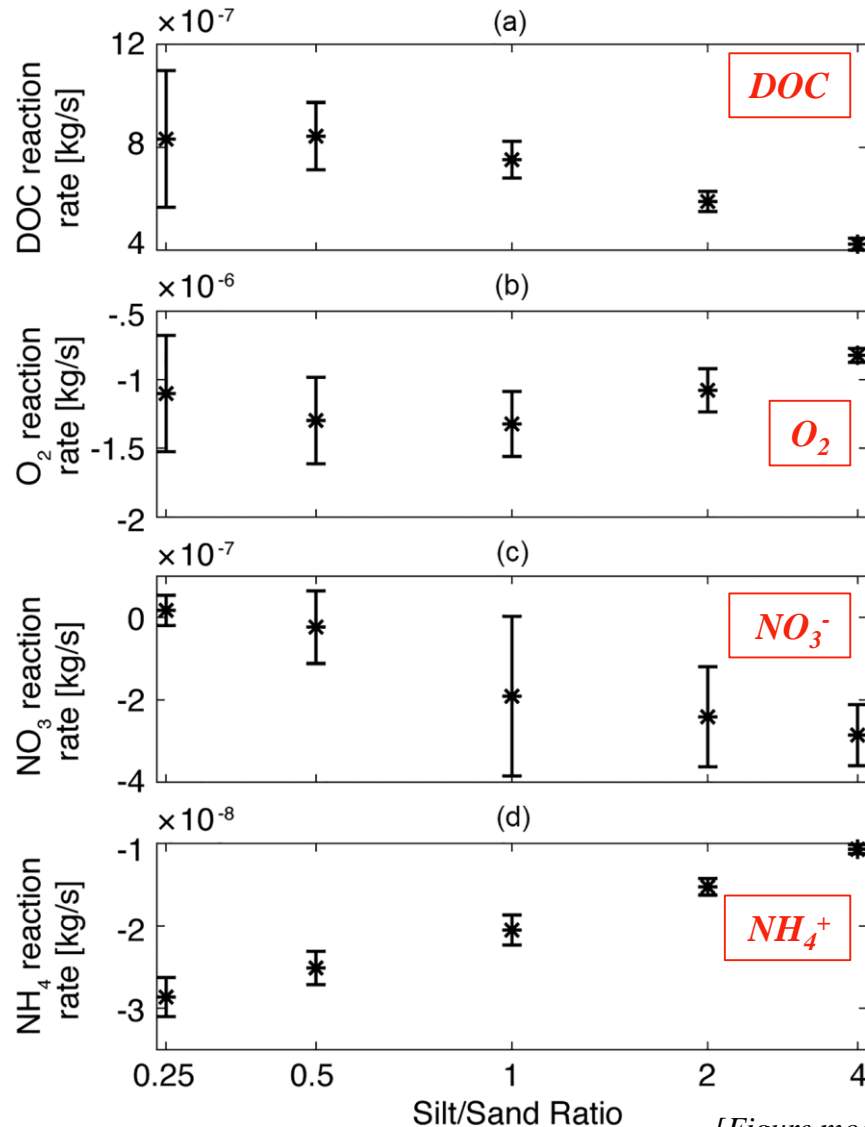 ×10⁻⁷
(a)
12
8
4
DOC reaction
rate [kg/s]
DOC
×10⁻⁶
(b)
-.5
-1
-1.5
-2
O₂ reaction
rate [kg/s]
O₂
×10⁻⁷
(c)
0
-2
-4
NO₃ reaction
rate [kg/s]
NO₃⁻
×10⁻⁸
(d)
-1
-2
-3
NH₄ reaction
rate [kg/s]
NH₄⁺
0.25 0.5 1 2 4
Silt/Sand Ratio
[Figure